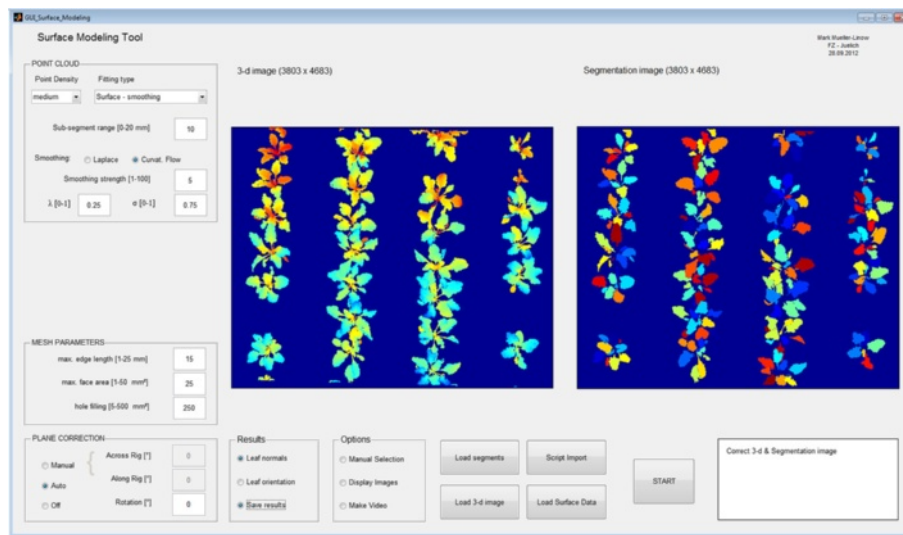 GUI_Surface_Modeling
Surface Modeling Tool
Mark Mueller-Linow
FZ - Juelich
28.09.2012
POINT CLOUD
Point Density Fitting type
medium Surface - smoothing
Sub-segment range [0-20 mm] 10
Smoothing: Laplace Curvat. Flow
Smoothing strength [1-100] 5
λ [0-1] 0.25 σ [0-1] 0.75
3-d image (3803 x 4683)
Segmentation image (3803 x 4683)
MESH PARAMETERS
max. edge length [1-25 mm] 15
max. face area [1-50 mm²] 25
hole filling [5-500 mm²] 250
PLANE CORRECTION
Manual
Auto
Off
Across Rig [°] 0
Along Rig [°] 0
Rotation [°] 0
Results
Leaf normals
Leaf orientation
Save results
Options
Manual Selection
Display Images
Make Video
Load segments Script Import
Load 3-d image Load Surface Data
START
Correct 3-d & Segmentation image